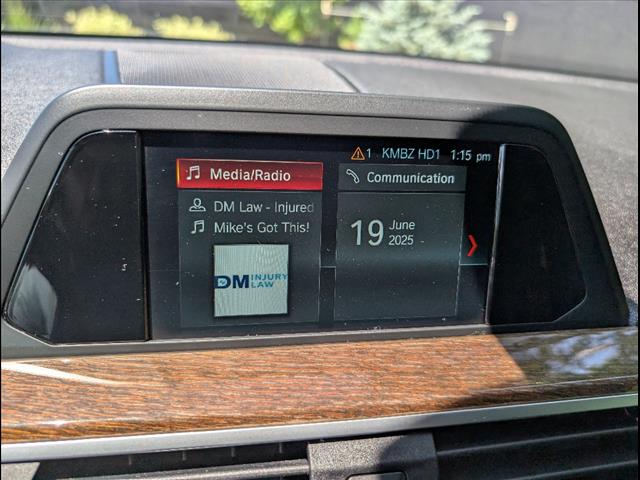 1 KMBZ HD1 1:15 pm
Media/Radio
DM Law - Injured
Mike's Got This!
DM INJURY
LAW
Communication
19 June
2025